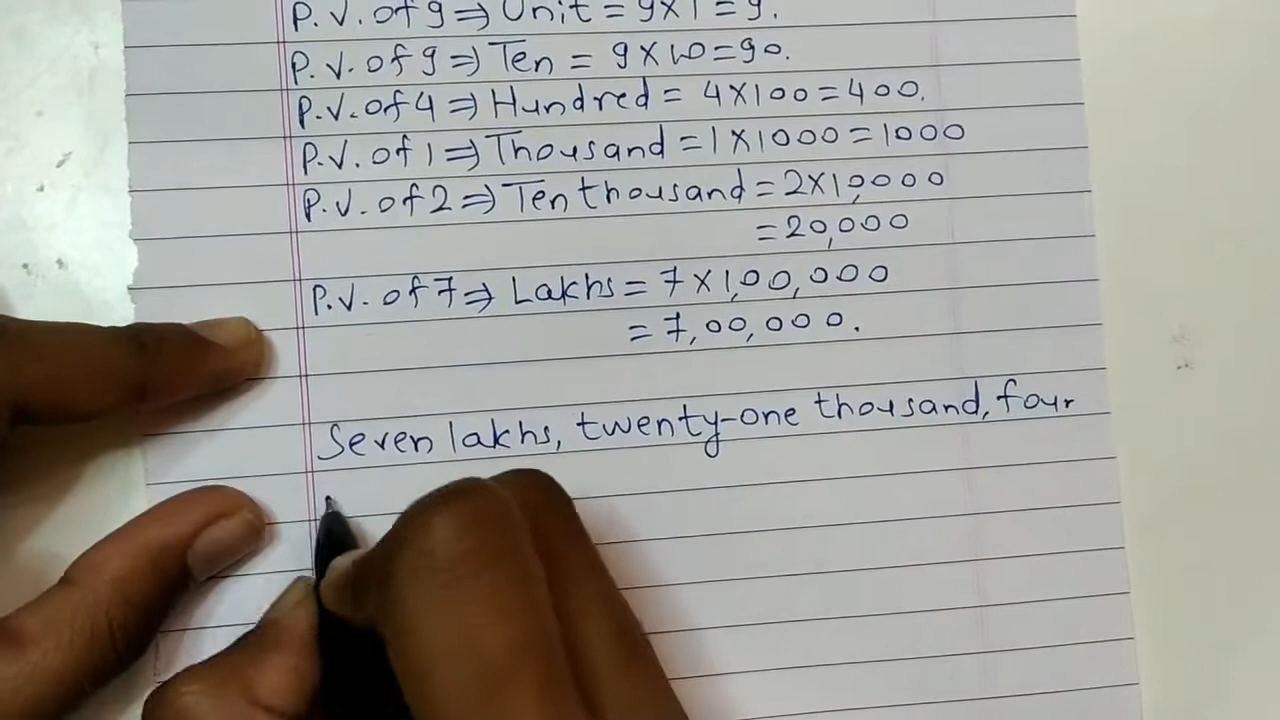 P.V. of 9 ⇒ Unit = 9×1 = 9.
P.V. of 9 ⇒ Ten = 9×10=90.
P.V. of 4 ⇒ Hundred = 4×100=400.
P.V. of 1 ⇒ Thousand = 1×1000=1000
P.V. of 2 ⇒ Ten thousand = 2×10,000
= 20,000
P.V. of 7 ⇒ Lakhs = 7×1,00,000
= 7,00,000.
Seven lakhs, twenty-one thousand, four